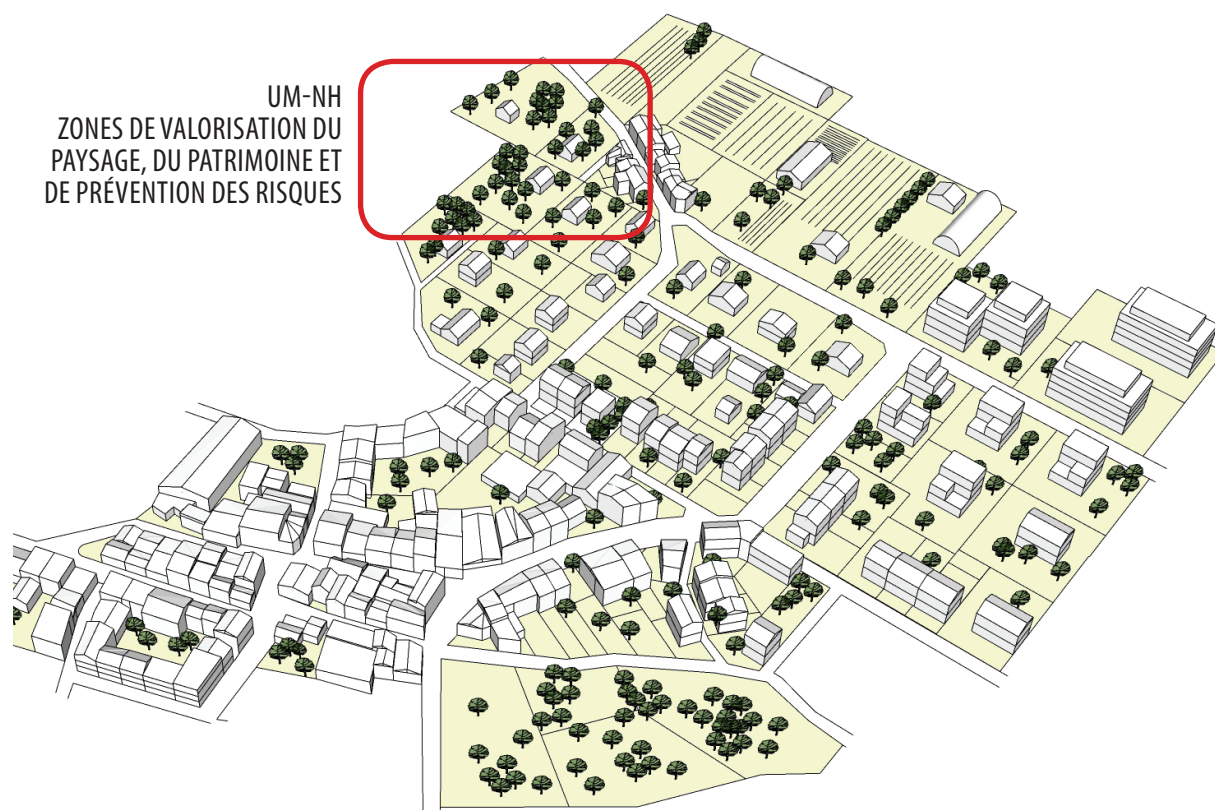 UM-NH
ZONES DE VALORISATION DU
PAYSAGE, DU PATRIMOINE ET
DE PRÉVENTION DES RISQUES